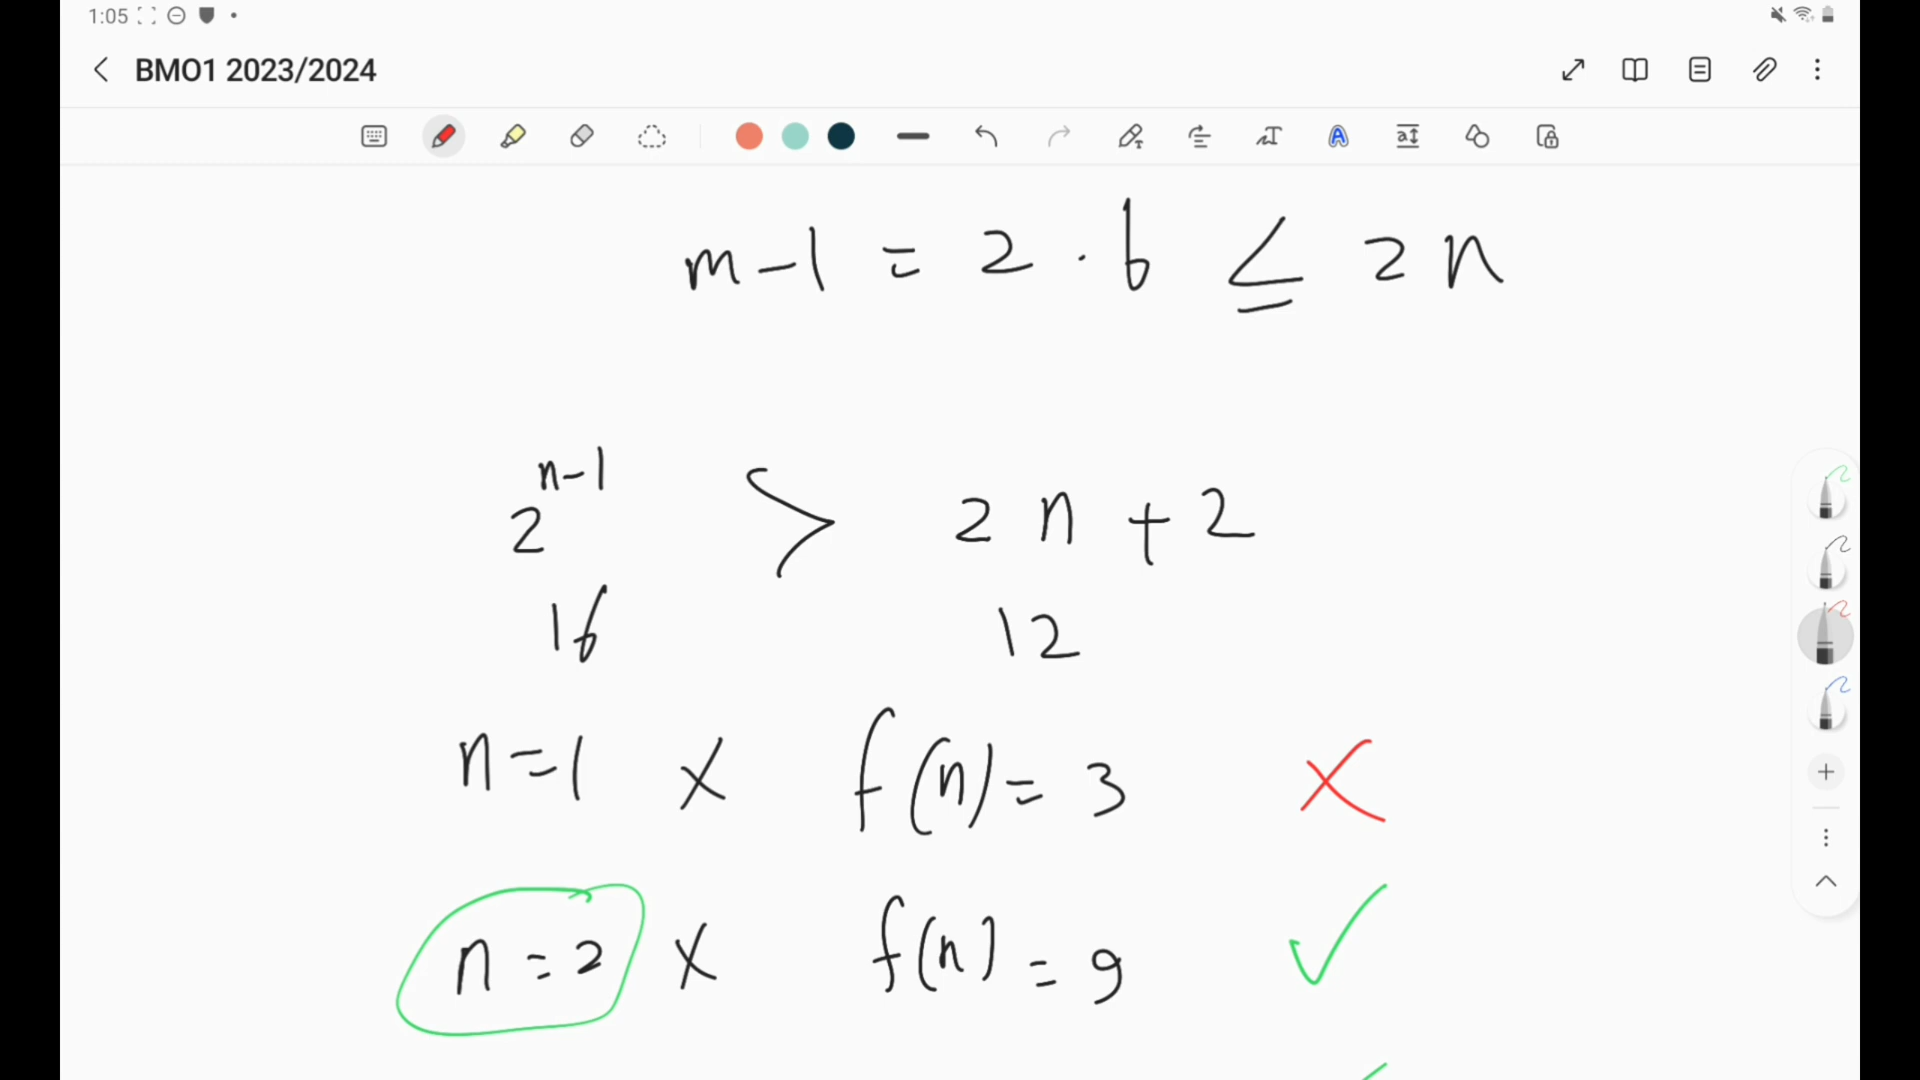 1:05
BMO1 2023/2024
m-1 = 2 · b ≤ 2n
2^{n-1} > 2n+2
16 12
n=1 X f(n)=3 X
n=2 X f(n)=9 ✓